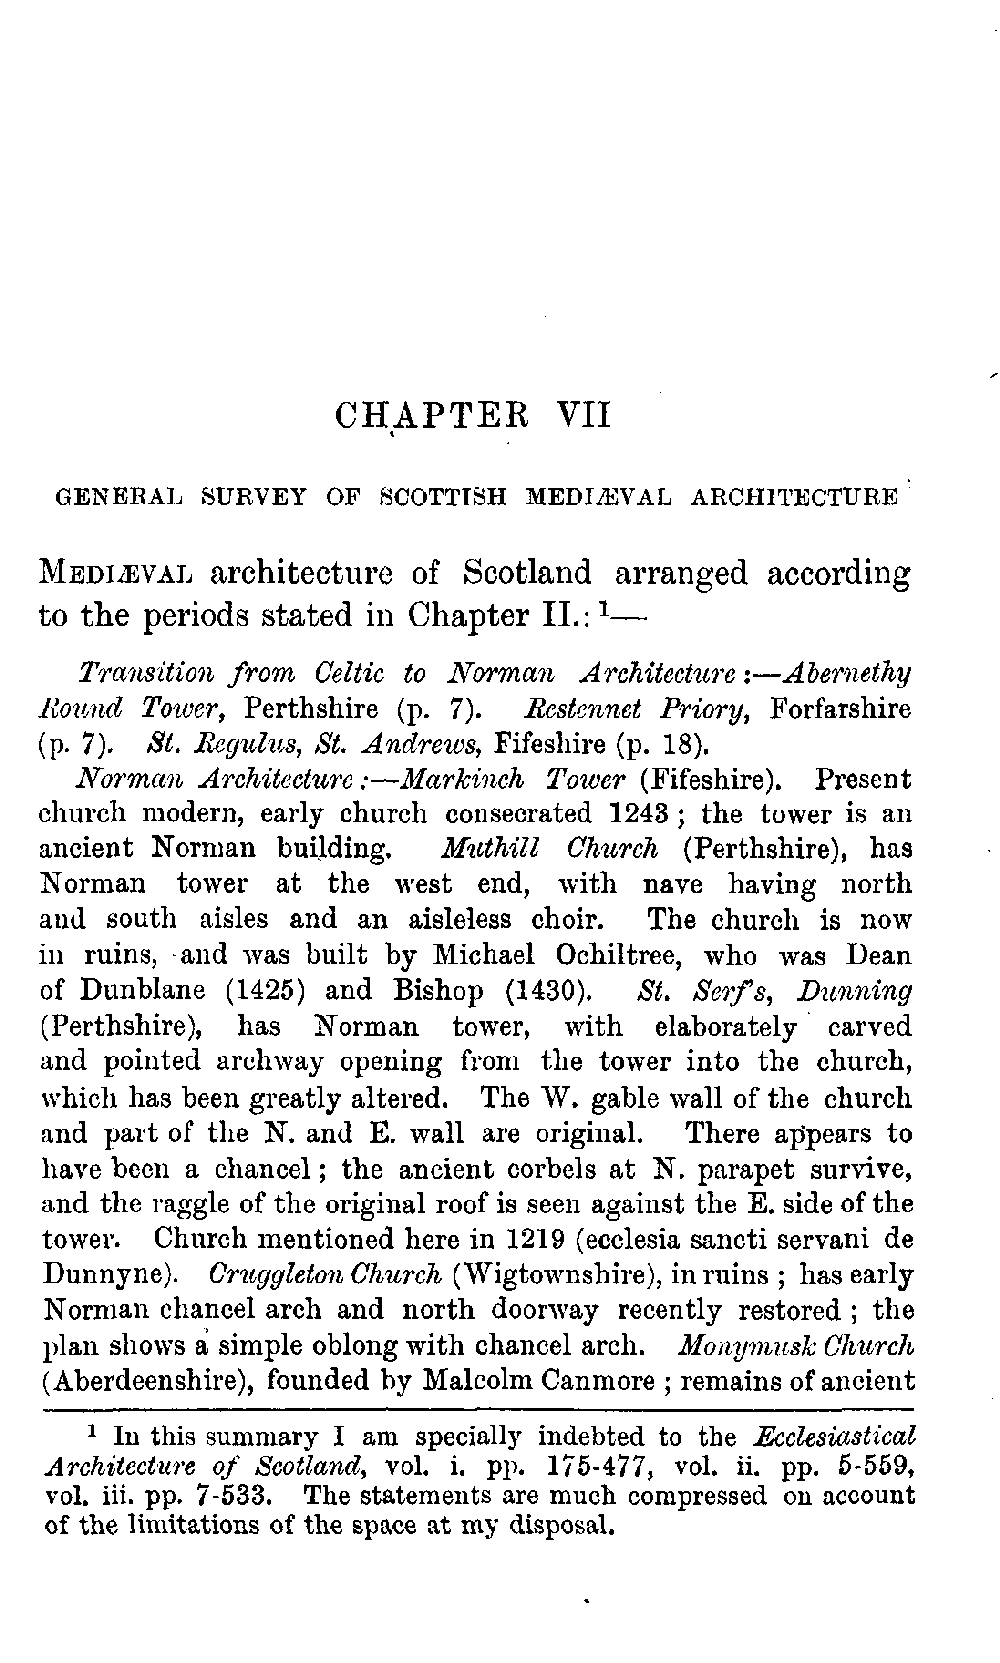 CHAPTER VII
GENERAL SURVEY OF SCOTTISH MEDIÆVAL ARCHITECTURE
MEDIÆVAL architecture of Scotland arranged according
to the periods stated in Chapter II.: ¹—
Transition from Celtic to Norman Architecture:—Abernethy
Round Tower, Perthshire (p. 7). Restennet Priory, Forfarshire
(p. 7). St. Regulus, St. Andrews, Fifeshire (p. 18).
Norman Architecture:—Markinch Tower (Fifeshire). Present
church modern, early church consecrated 1243; the tower is an
ancient Norman building. Muthill Church (Perthshire), has
Norman tower at the west end, with nave having north
and south aisles and an aisleless choir. The church is now
in ruins, and was built by Michael Ochiltree, who was Dean
of Dunblane (1425) and Bishop (1430). St. Serf's, Dunning
(Perthshire), has Norman tower, with elaborately carved
and pointed archway opening from the tower into the church,
which has been greatly altered. The W. gable wall of the church
and part of the N. and E. wall are original. There appears to
have been a chancel; the ancient corbels at N. parapet survive,
and the raggle of the original roof is seen against the E. side of the
tower. Church mentioned here in 1219 (ecclesia sancti servani de
Dunnyne). Cruggleton Church (Wigtownshire), in ruins; has early
Norman chancel arch and north doorway recently restored; the
plan shows a simple oblong with chancel arch. Monymusk Church
(Aberdeenshire), founded by Malcolm Canmore; remains of ancient
¹ In this summary I am specially indebted to the Ecclesiastical
Architecture of Scotland, vol. i. pp. 175-477, vol. ii. pp. 5-559,
vol. iii. pp. 7-533. The statements are much compressed on account
of the limitations of the space at my disposal.